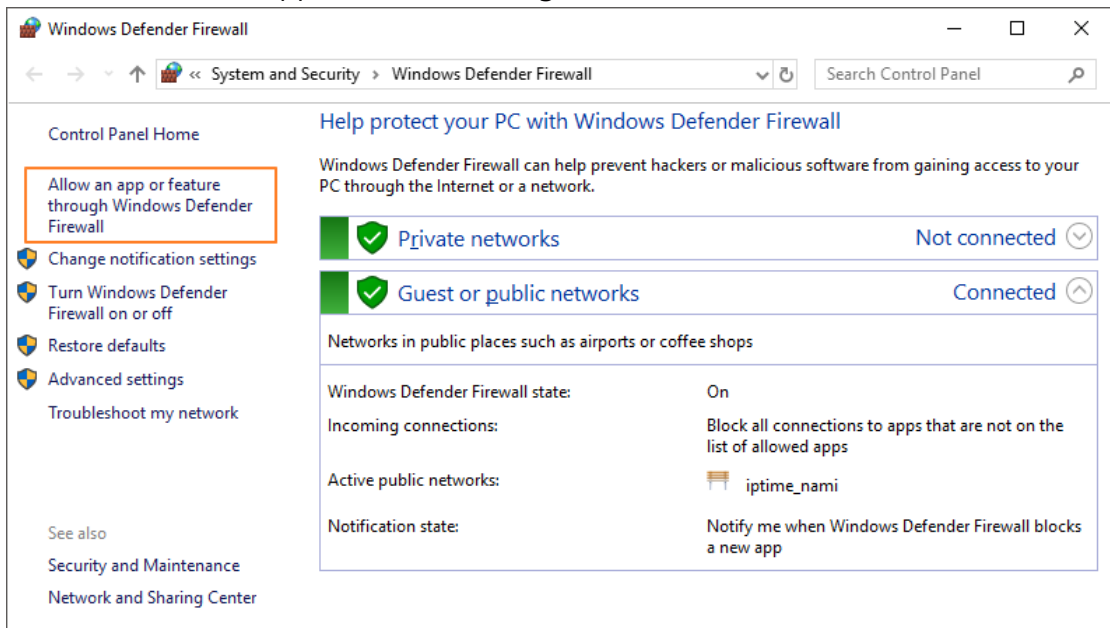 Windows Defender Firewall
« System and Security › Windows Defender Firewall
Search Control Panel
Control Panel Home
Allow an app or feature
through Windows Defender
Firewall
Change notification settings
Turn Windows Defender
Firewall on or off
Restore defaults
Advanced settings
Troubleshoot my network
See also
Security and Maintenance
Network and Sharing Center
Help protect your PC with Windows Defender Firewall
Windows Defender Firewall can help prevent hackers or malicious software from gaining access to your
PC through the Internet or a network.
Private networks
Not connected
Guest or public networks
Connected
Networks in public places such as airports or coffee shops
Windows Defender Firewall state:
On
Incoming connections:
Block all connections to apps that are not on the
list of allowed apps
Active public networks:
iptime_nami
Notification state:
Notify me when Windows Defender Firewall blocks
a new app